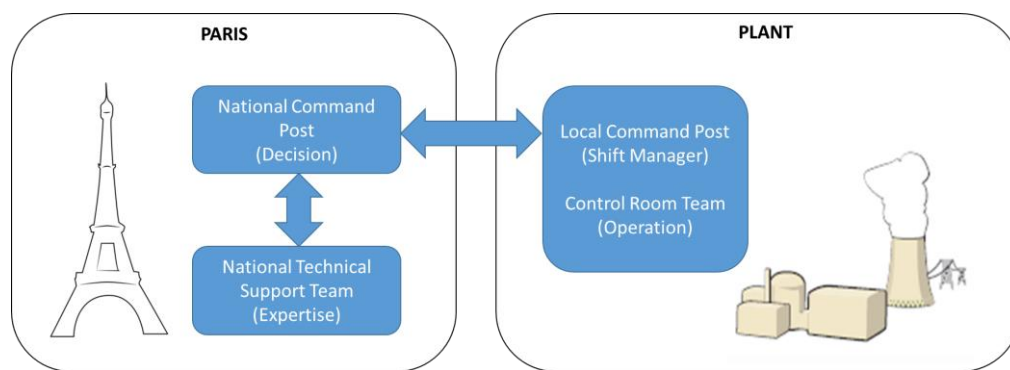 PARIS
National Command
Post
(Decision)
National Technical
Support Team
(Expertise)
PLANT
Local Command Post
(Shift Manager)
Control Room Team
(Operation)